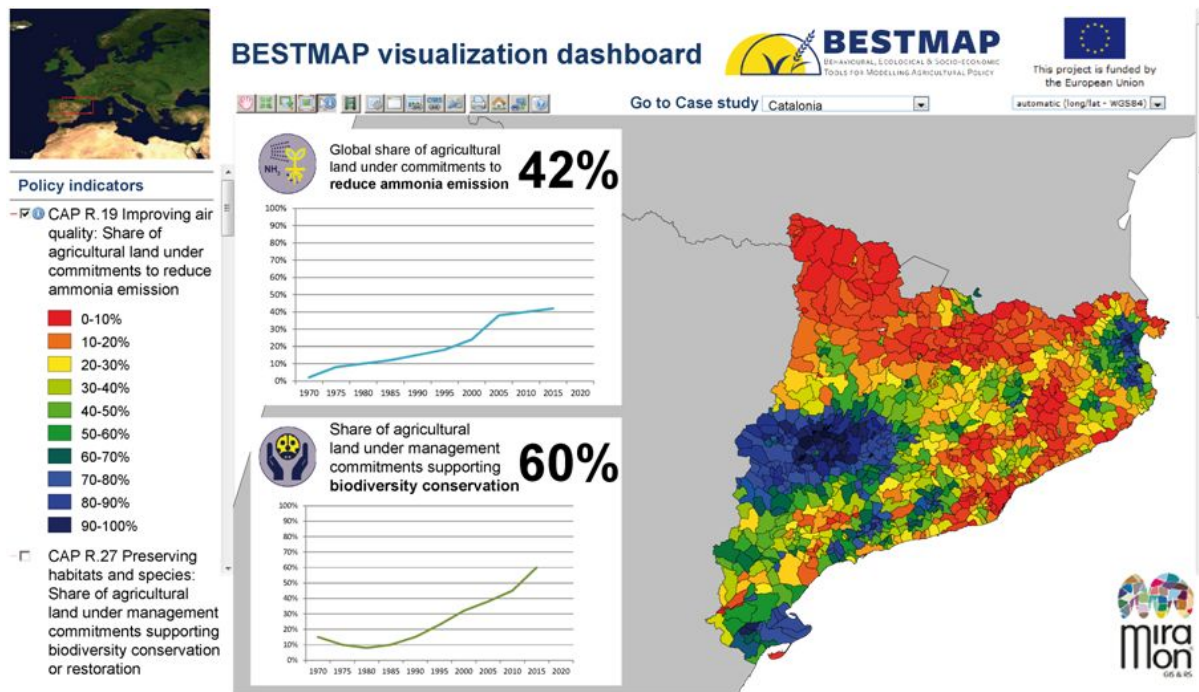 BESTMAP visualization dashboard
BESTMAP
BEHAVIOURAL, ECOLOGICAL & SOCIO-ECONOMIC
TOOLS FOR MODELLING AGRICULTURAL POLICY
This project is funded by
the European Union
Go to Case study
Catalonia
automatic (long/lat - WGS84)
Policy indicators
CAP R.19 Improving air
quality: Share of
agricultural land under
commitments to reduce
ammonia emission
0-10%
10-20%
20-30%
30-40%
40-50%
50-60%
60-70%
70-80%
80-90%
90-100%
CAP R.27 Preserving
habitats and species:
Share of agricultural
land under management
commitments supporting
biodiversity conservation
or restoration
NH3
Global share of agricultural
land under commitments to
reduce ammonia emission
42%
100%
90%
80%
70%
60%
50%
40%
30%
20%
10%
0%
1970 1975 1980 1985 1990 1995 2000 2005 2010 2015 2020
Share of agricultural
land under management
commitments supporting
biodiversity conservation
60%
100%
90%
80%
70%
60%
50%
40%
30%
20%
10%
0%
1970 1975 1980 1985 1990 1995 2000 2005 2010 2015 2020
mira
mon
GIS & RS